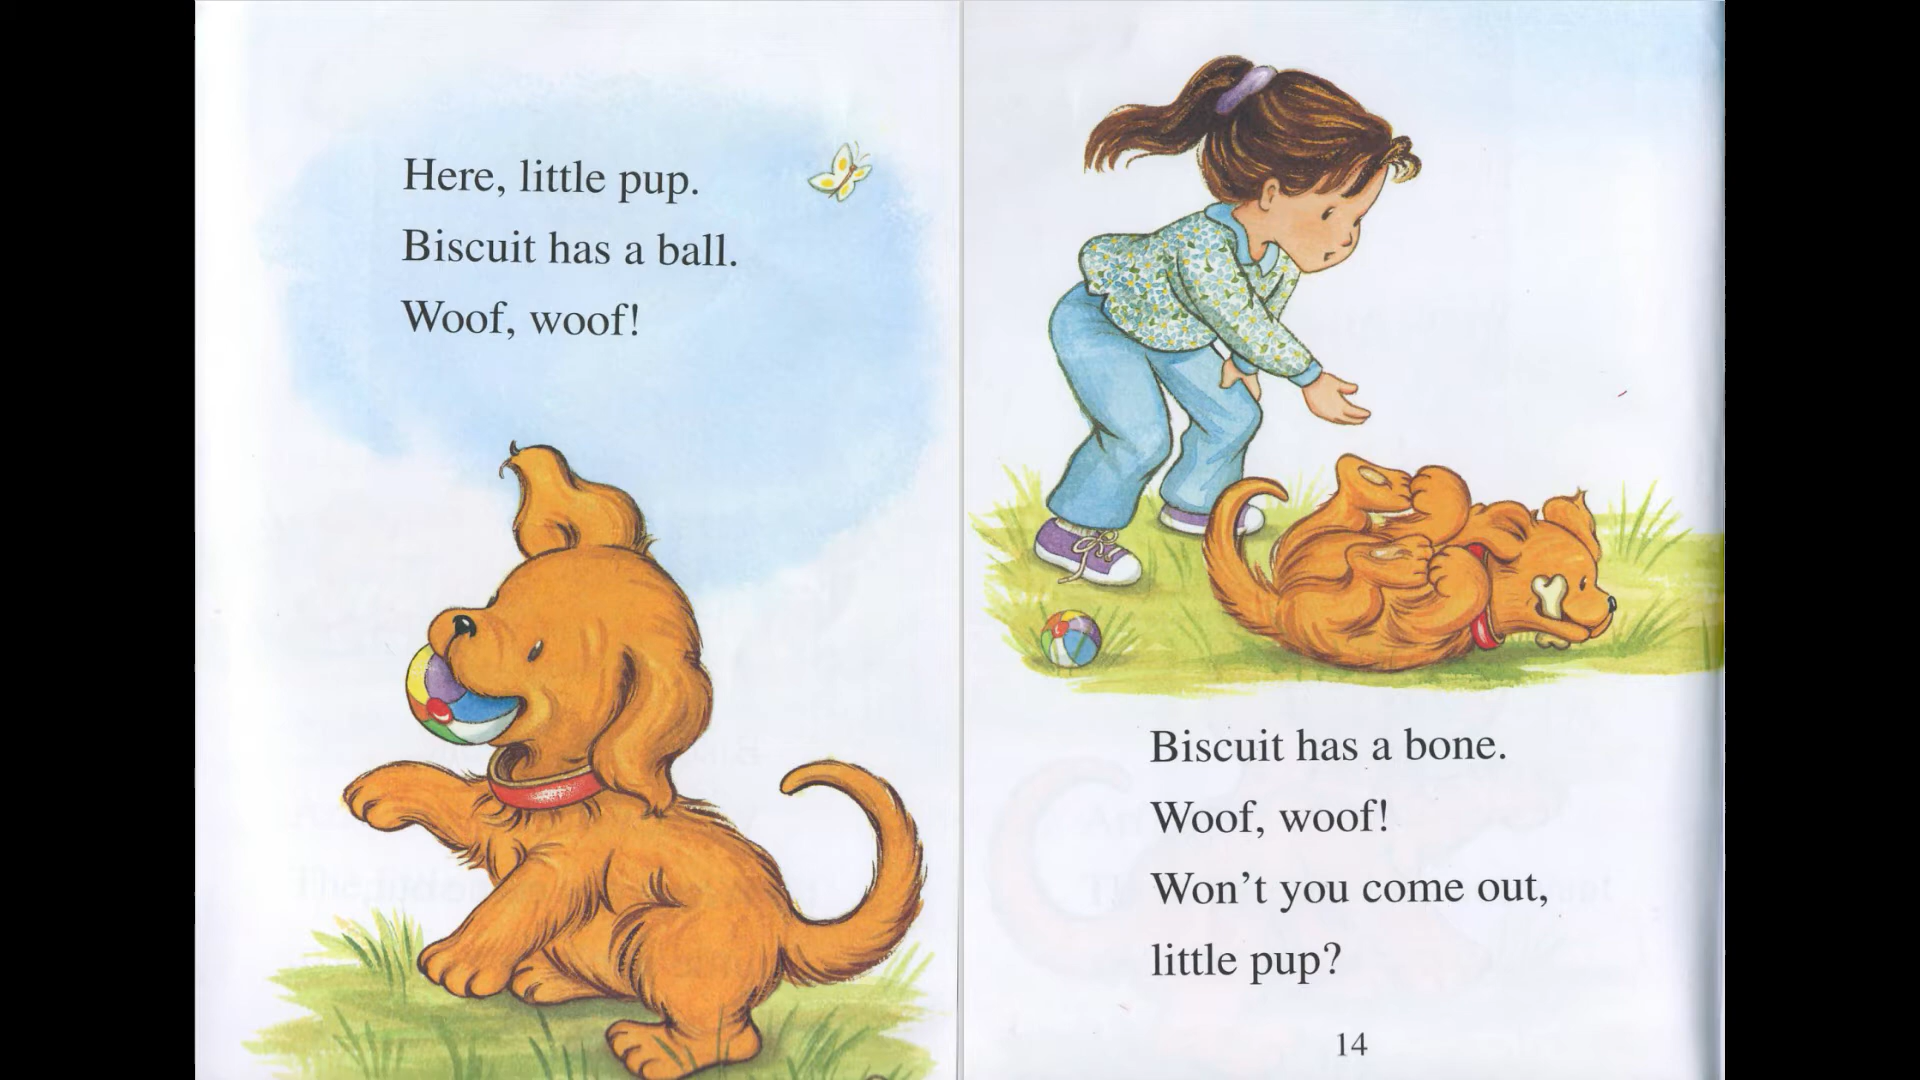 Here, little pup.
Biscuit has a ball.
Woof, woof!
Biscuit has a bone.
Woof, woof!
Won't you come out,
little pup?
14